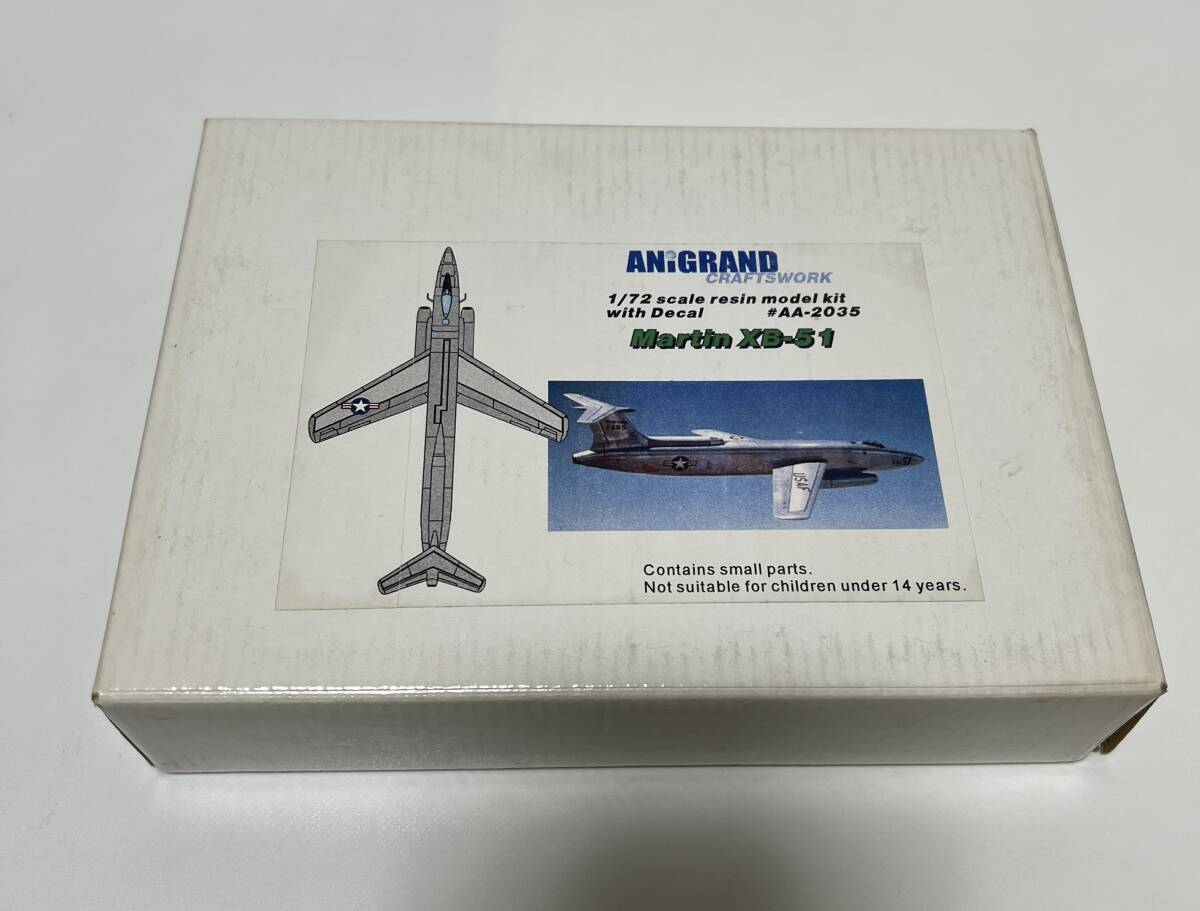 ANiGRAND
CRAFTSWORK
1/72 scale resin model kit
with Decal #AA-2035
Martin XB-51
USAF
Contains small parts.
Not suitable for children under 14 years.